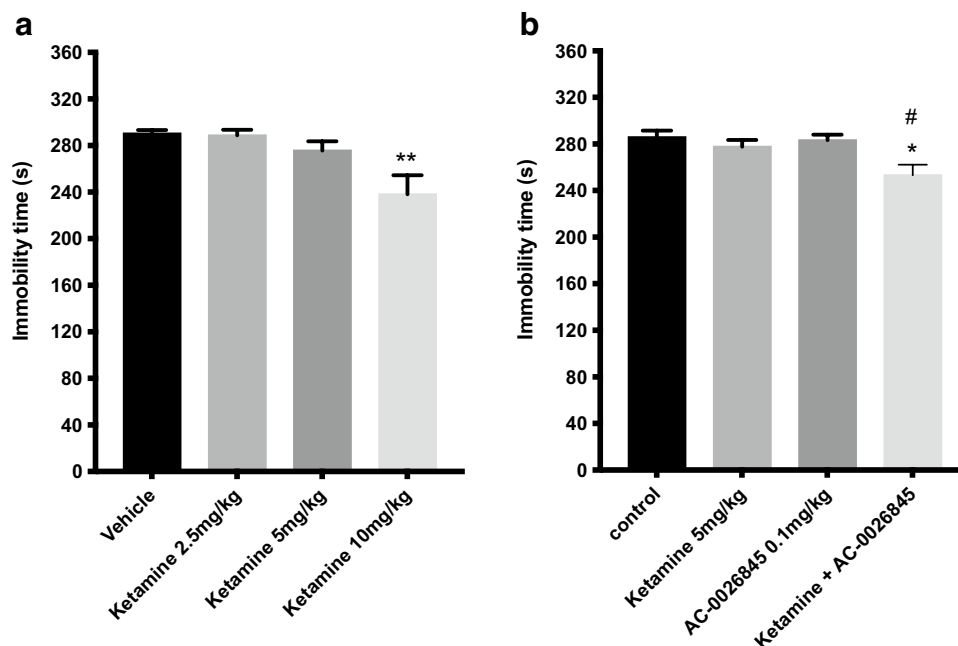 a
Immobility time (s)
360
320
280
240
200
160
120
80
40
0
**
Vehicle
Ketamine 2.5mg/kg
Ketamine 5mg/kg
Ketamine 10mg/kg
b
Immobility time (s)
360
320
280
240
200
160
120
80
40
0
#
*
control
Ketamine 5mg/kg
AC-0026845 0.1mg/kg
Ketamine + AC-0026845